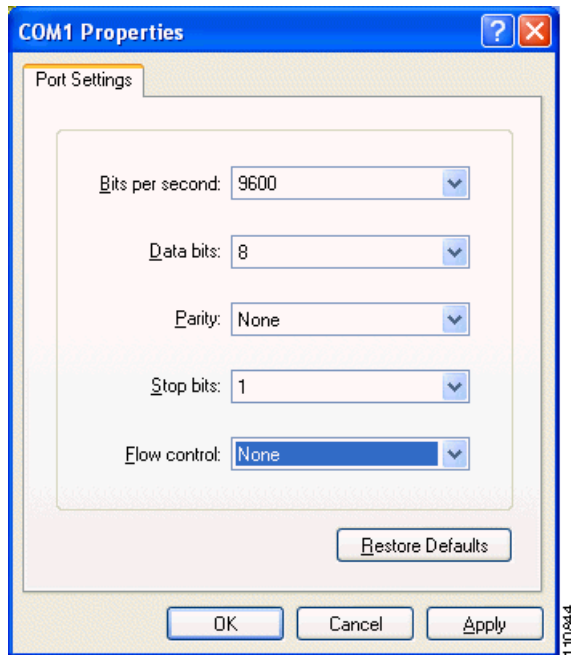 COM1 Properties
Port Settings
Bits per second: 9600
Data bits: 8
Parity: None
Stop bits: 1
Flow control: None
Restore Defaults
OK Cancel Apply
110844